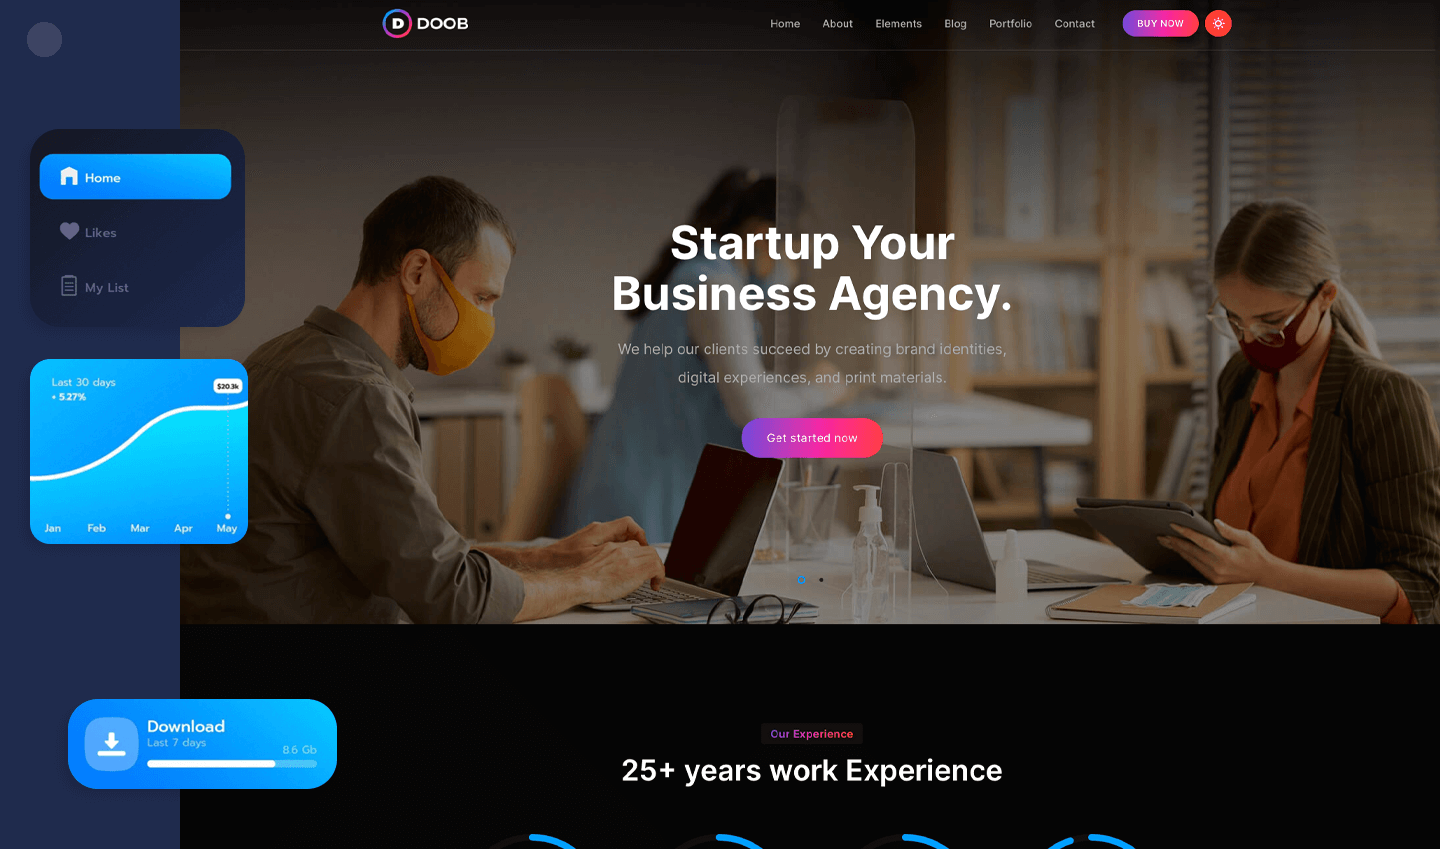 D DOOB
Home About Elements Blog Portfolio Contact BUY NOW
Home
Likes
My List
Startup Your
Business Agency.
We help our clients succeed by creating brand identities,
digital experiences, and print materials.
Get started now
Last 30 days
+ 5.27%
$20.3k
Jan Feb Mar Apr May
Download
Last 7 days
8.6 Gb
Our Experience
25+ years work Experience